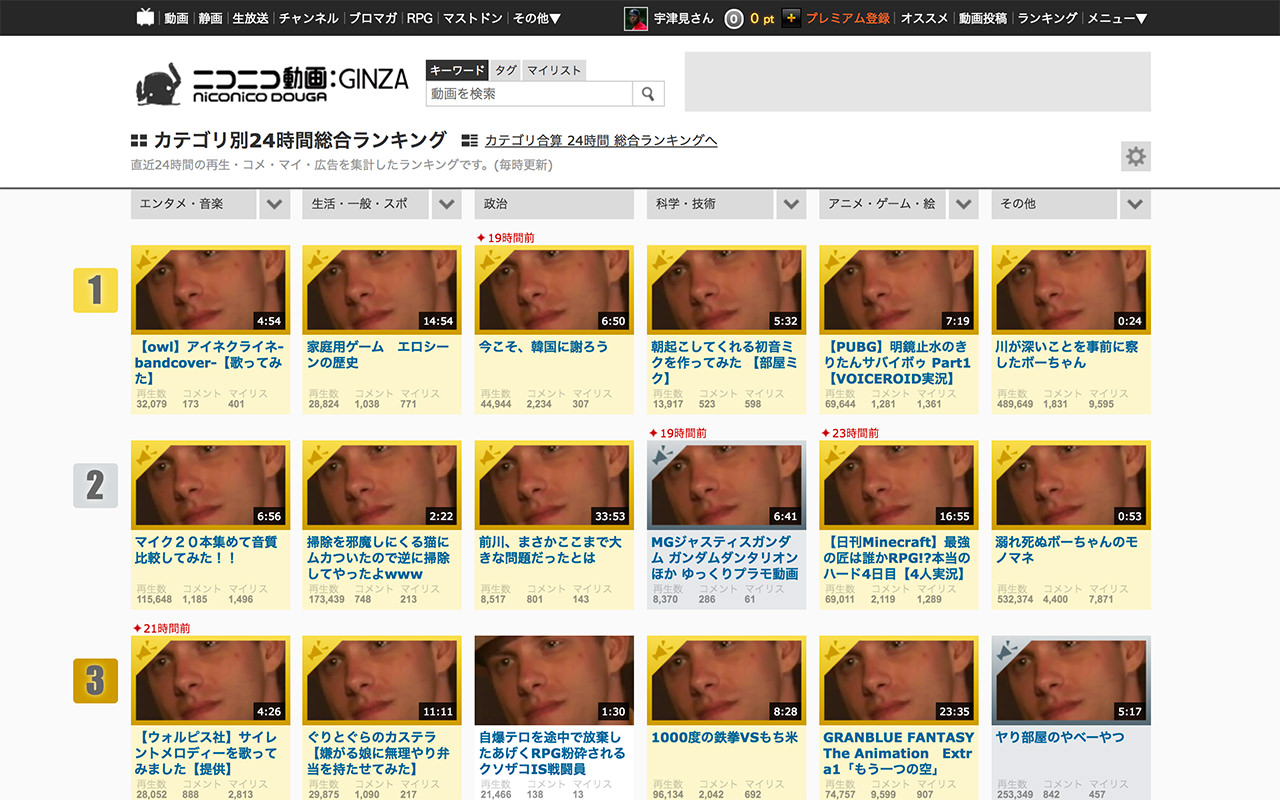 動画 静画 生放送 チャンネル ブロマガ RPG マストドン その他▼ 宇津見さん 0 0 pt + プレミアム登録 オススメ 動画投稿 ランキング メニュー▼
ニコニコ動画:GINZA
NICONICO DOUGA
キーワード タグ マイリスト
動画を検索
カテゴリ別24時間総合ランキング カテゴリ合算 24時間 総合ランキングへ
直近24時間の再生・コメ・マイ・広告を集計したランキングです。(毎時更新)
エンタメ・音楽 生活・一般・スポ 政治 科学・技術 アニメ・ゲーム・絵 その他
1
4:54
【owl】アイネクライネ-
bandcover-【歌ってみ
た】
再生数 コメント マイリス
32,079 173 401
14:54
家庭用ゲーム　エロシー
ンの歴史
再生数 コメント マイリス
28,824 1,038 771
✦19時間前
6:50
今こそ、韓国に謝ろう
再生数 コメント マイリス
44,944 2,234 307
5:32
朝起こしてくれる初音ミ
クを作ってみた 【部屋ミ
ク】
再生数 コメント マイリス
13,917 523 598
7:19
【PUBG】明鏡止水のき
りたんサバイボゥ Part1
【VOICEROID実況】
再生数 コメント マイリス
69,644 1,281 1,361
0:24
川が深いことを事前に察
したボーちゃん
再生数 コメント マイリス
489,649 1,831 9,595
2
6:56
マイク２０本集めて音質
比較してみた！！
再生数 コメント マイリス
115,648 1,185 1,496
2:22
掃除を邪魔しにくる猫に
ムカついたので逆に掃除
してやったよwww
再生数 コメント マイリス
173,439 748 213
33:53
前川、まさかここまで大
きな問題だったとは
再生数 コメント マイリス
8,517 801 143
✦19時間前
6:41
MGジャスティスガンダ
ム ガンダムダンタリオン
ほか ゆっくりプラモ動画
再生数 コメント マイリス
8,370 286 61
✦23時間前
16:55
【日刊Minecraft】最強
の匠は誰かRPG!?本当の
ハード4日目【4人実況】
再生数 コメント マイリス
69,011 2,119 1,289
0:53
溺れ死ぬボーちゃんのモ
ノマネ
再生数 コメント マイリス
532,374 4,400 7,871
3
✦21時間前
4:26
【ウォルピス社】サイレ
ントメロディーを歌って
みました【提供】
再生数 コメント マイリス
28,052 888 2,813
11:11
ぐりとぐらのカステラ
【嫌がる娘に無理やり弁
当を持たせてみた】
再生数 コメント マイリス
29,875 1,090 217
1:30
自爆テロを途中で放棄し
たあげくRPG粉砕される
クソザコIS戦闘員
再生数 コメント マイリス
21,466 138 13
8:28
1000度の鉄拳VSもち米
再生数 コメント マイリス
96,134 2,042 692
23:35
GRANBLUE FANTASY
The Animation　Extr
a1「もう一つの空」
再生数 コメント マイリス
74,757 9,599 907
5:17
ヤリ部屋のやべーやつ
再生数 コメント マイリス
253,349 842 457